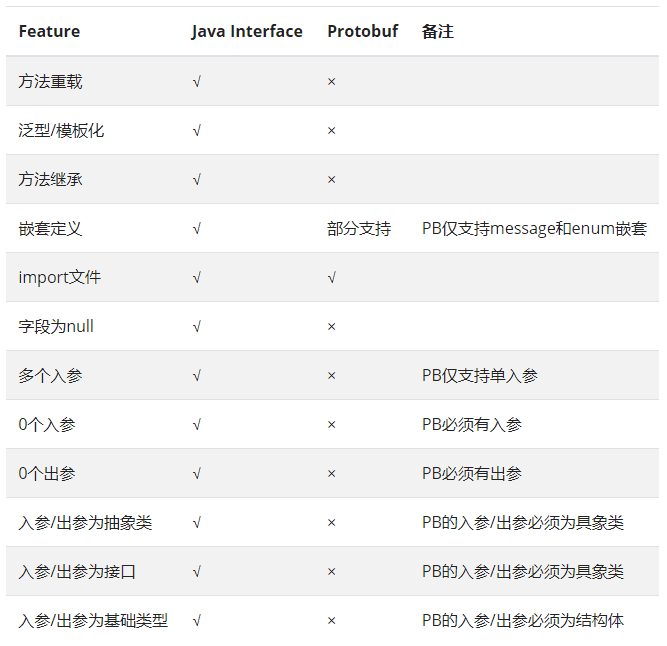 Feature Java Interface Protobuf 备注
方法重载 √ ×
泛型/模板化 √ ×
方法继承 √ ×
嵌套定义 √ 部分支持 PB仅支持message和enum嵌套
import文件 √ √
字段为null √ ×
多个入参 √ × PB仅支持单入参
0个入参 √ × PB必须有入参
0个出参 √ × PB必须有出参
入参/出参为抽象类 √ × PB的入参/出参必须为具象类
入参/出参为接口 √ × PB的入参/出参必须为具象类
入参/出参为基础类型 √ × PB的入参/出参必须为结构体